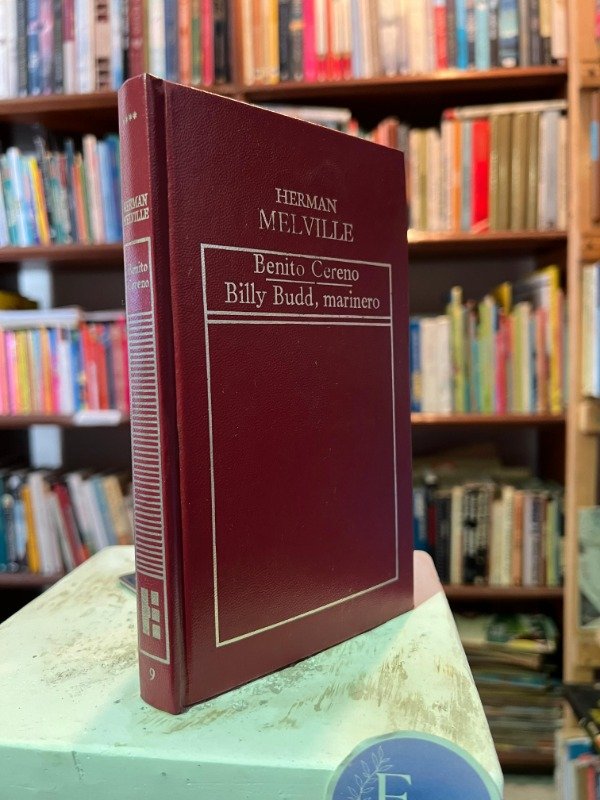 ***
HERMAN
MELVILLE
Benito
Cereno
9
HERMAN
MELVILLE
Benito Cereno
Billy Budd, marinero
E